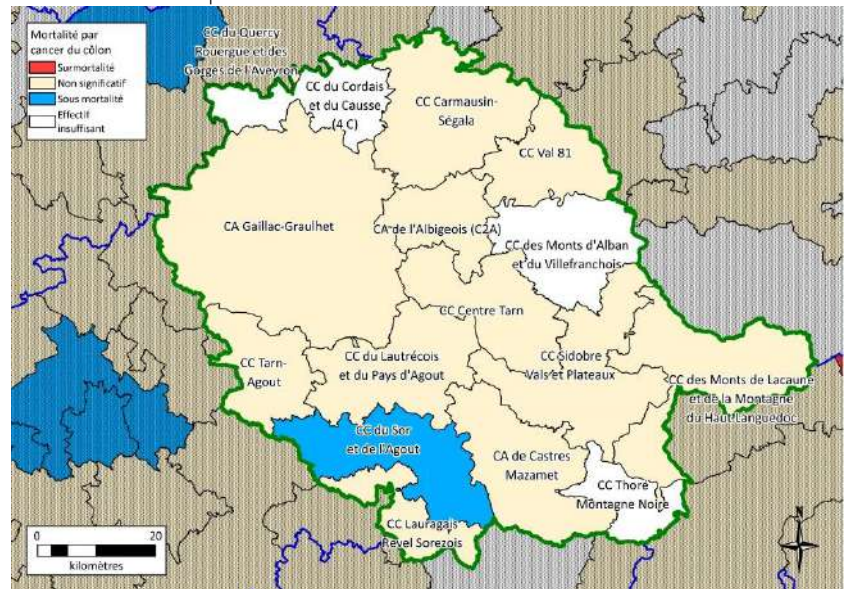 Mortalité par
cancer du côlon
Surmortalité
Non significatif
Sous mortalité
Effectif
insuffisant
CC du Quercy
Rouergue et des
Gorges de l'Aveyron
CC du Cordais
et du Causse
(4 C)
CC Carmausin-
Ségala
CC Val 81
CA Gaillac-Graulhet
CA de l'Albigeois (C2A)
CC des Monts d'Alban
et du Villefranchois
CC Centre Tarn
CC Tarn-
Agout
CC du Lautrécois
et du Pays d'Agout
CC Sidobre
Vals et Plateaux
CC des Monts de Lacaune
et de la Montagne
du Haut Languedoc
CC du Sor
et de l'Agout
CA de Castres
Mazamet
CC Thoré
Montagne Noire
CC Lauragais
Revel Sorezois
0 20
kilomètres
N